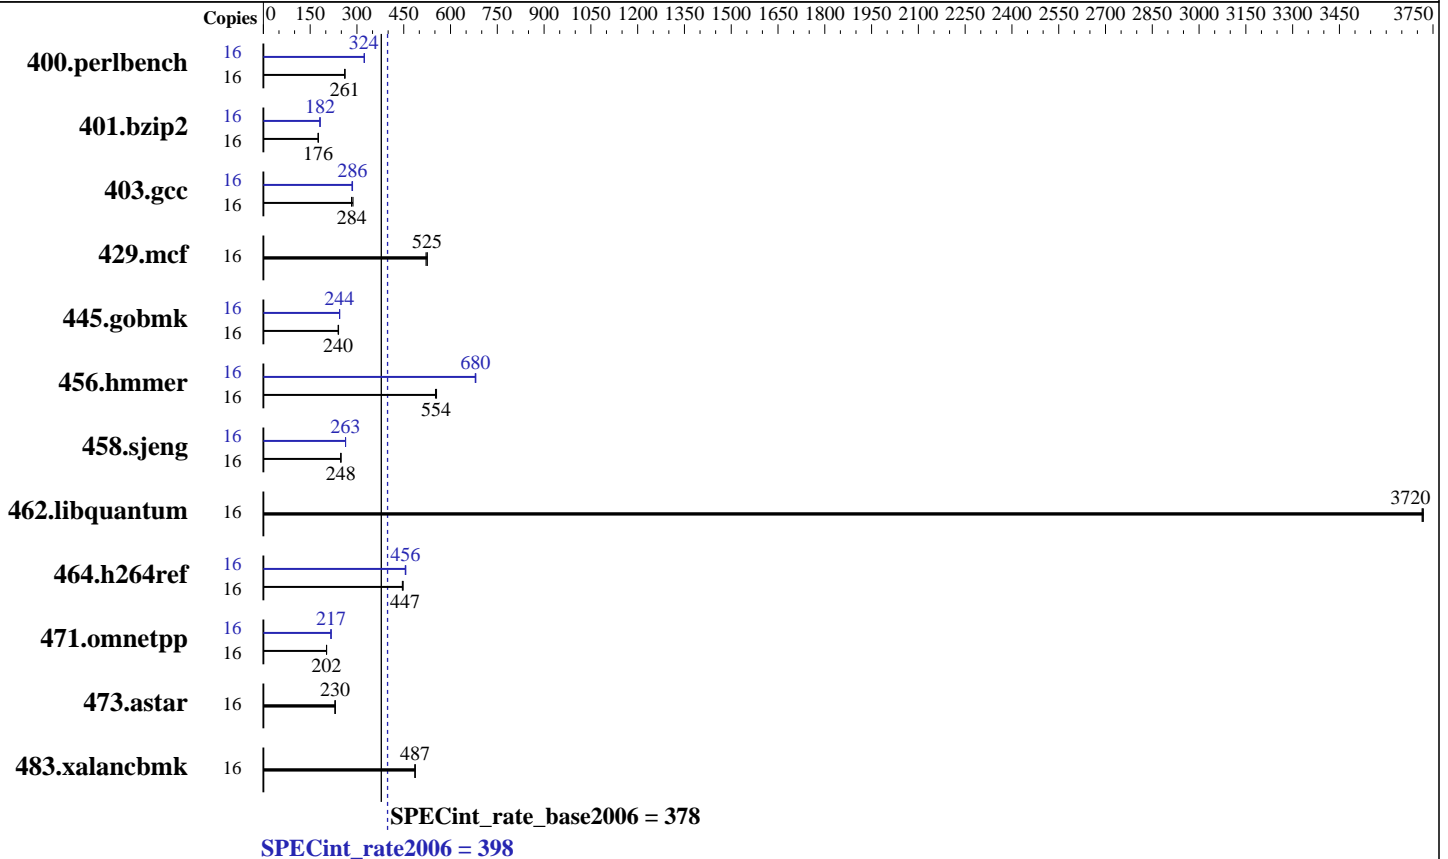 Copies 0 150 300 450 600 750 900 1050 1200 1350 1500 1650 1800 1950 2100 2250 2400 2550 2700 2850 3000 3150 3300 3450 3750
400.perlbench 16 324
16 261
401.bzip2 16 182
16 176
403.gcc 16 286
16 284
429.mcf 16 525
445.gobmk 16 244
16 240
456.hmmer 16 680
16 554
458.sjeng 16 263
16 248
462.libquantum 16 3720
464.h264ref 16 456
16 447
471.omnetpp 16 217
16 202
473.astar 16 230
483.xalancbmk 16 487
SPECint_rate_base2006 = 378
SPECint_rate2006 = 398